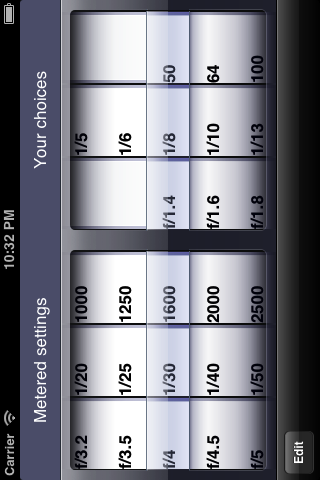 Carrier 10:32 PM
Metered settings Your choices
f/3.2 1/20 1000 1/5
f/3.5 1/25 1250 1/6
f/4 1/30 1600 f/1.4 1/8 50
f/4.5 1/40 2000 f/1.6 1/10 64
f/5 1/50 2500 f/1.8 1/13 100
Edit